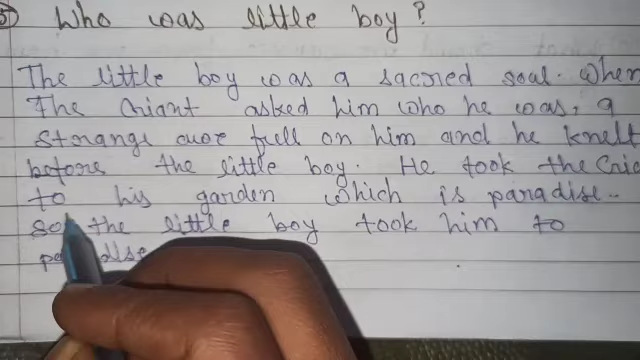 5) Who was little boy?
The little boy was a sacred soul. When
The Griant asked him who he was, a
strange awe fell on him and he knelt
before the little boy. He took the Gia
to his garden which is paradise.
So the little boy took him to